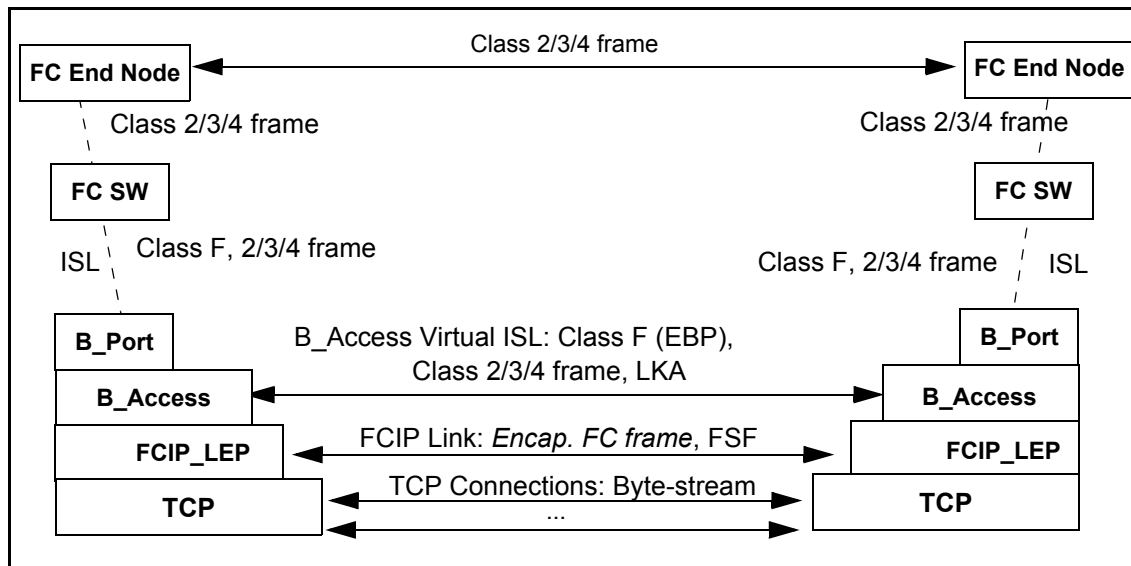 Class 2/3/4 frame
FC End Node
FC End Node
Class 2/3/4 frame
Class 2/3/4 frame
FC SW
FC SW
Class F, 2/3/4 frame
ISL
Class F, 2/3/4 frame
ISL
B_Port
B_Access Virtual ISL: Class F (EBP),
Class 2/3/4 frame, LKA
B_Port
B_Access
B_Access
FCIP_LEP
FCIP Link: Encap. FC frame, FSF
FCIP_LEP
TCP
TCP Connections: Byte-stream
...
TCP